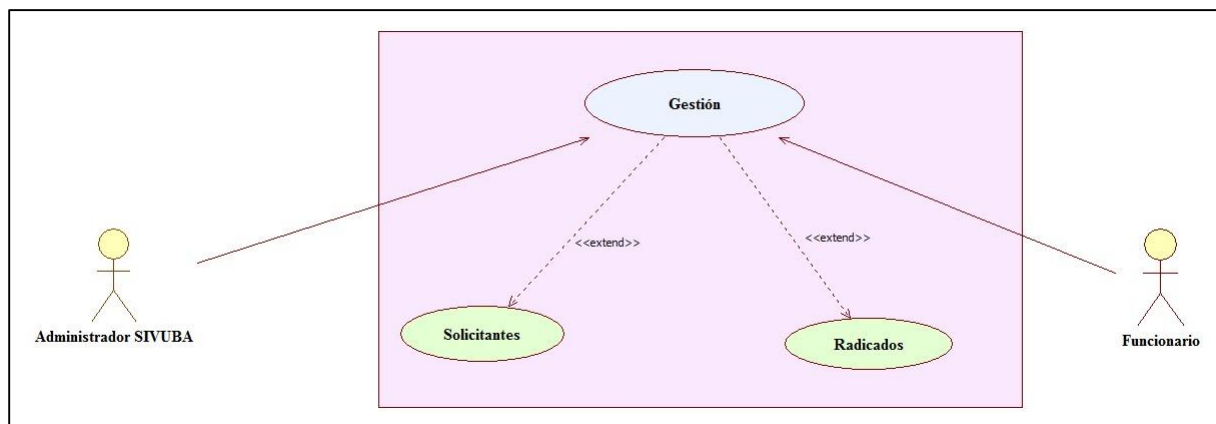 Gestión
<<extend>>
<<extend>>
Solicitantes
Radicados
Administrador SIVUBA
Funcionario